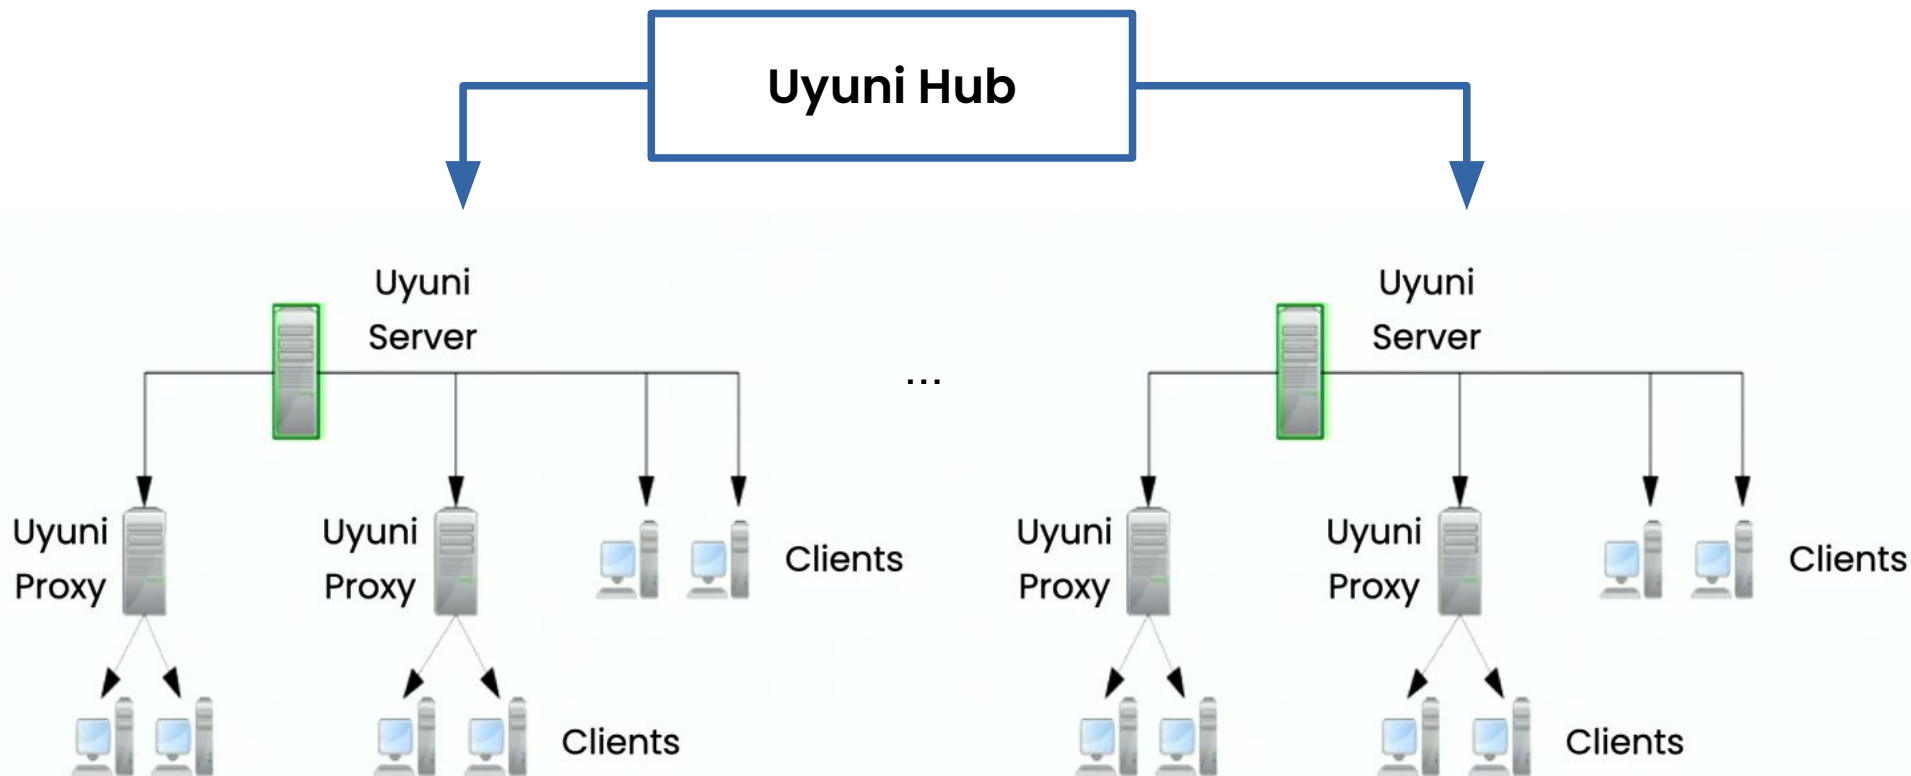 Uyuni Hub
Uyuni
Server
Uyuni
Server
...
Uyuni
Proxy
Uyuni
Proxy
Clients
Uyuni
Proxy
Uyuni
Proxy
Clients
Clients
Clients